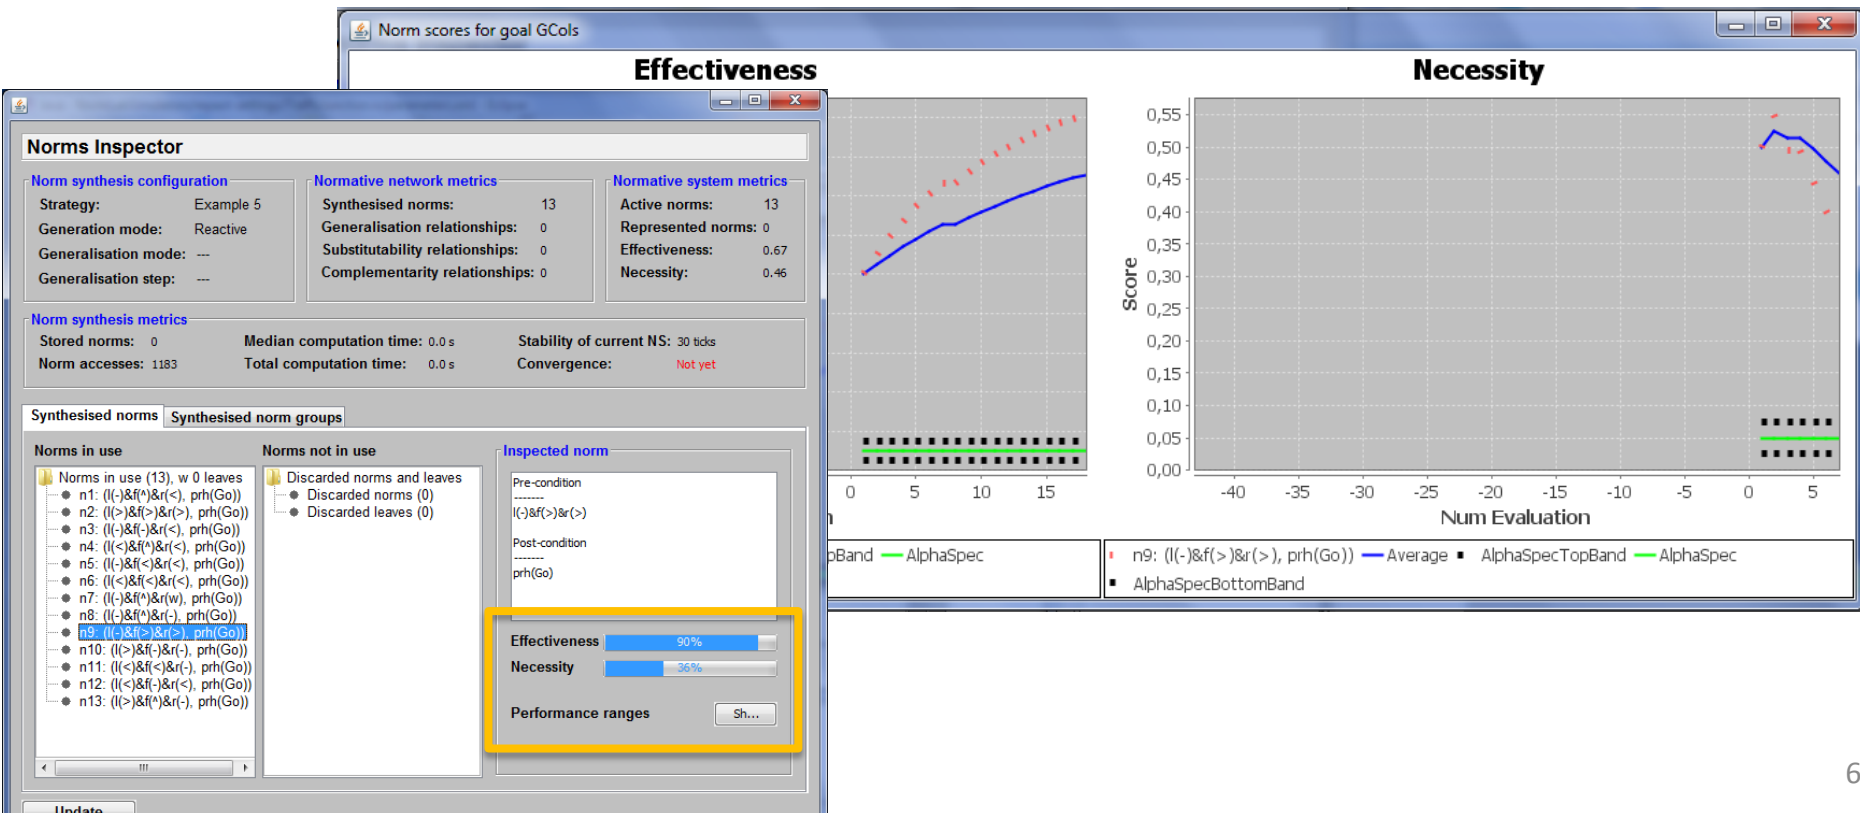 Norm scores for goal GCols
Effectiveness
Necessity
Norms Inspector
Norm synthesis configuration
Strategy: Example 5
Generation mode: Reactive
Generalisation mode: ---
Generalisation step: ---
Normative network metrics
Synthesised norms: 13
Generalisation relationships: 0
Substitutability relationships: 0
Complementarity relationships: 0
Normative system metrics
Active norms: 13
Represented norms: 0
Effectiveness: 0.67
Necessity: 0.46
Norm synthesis metrics
Stored norms: 0
Median computation time: 0.0 s
Stability of current NS: 30 ticks
Norm accesses: 1183
Total computation time: 0.0 s
Convergence: Not yet
Synthesised norms
Synthesised norm groups
Norms in use
Norms in use (13), w 0 leaves
n1: (l(-)&f(^)&r(<), prh(Go))
n2: (l(>)&f(>)&r(>), prh(Go))
n3: (l(-)&f(-)&r(<), prh(Go))
n4: (l(<)&f(^)&r(<), prh(Go))
n5: (l(-)&f(<)&r(<), prh(Go))
n6: (l(<)&f(<)&r(<), prh(Go))
n7: (l(-)&f(^)&r(w), prh(Go))
n8: (l(-)&f(^)&r(-), prh(Go))
n9: (l(-)&f(>)&r(>), prh(Go))
n10: (l(>)&f(-)&r(-), prh(Go))
n11: (l(<)&f(<)&r(-), prh(Go))
n12: (l(<)&f(-)&r(<), prh(Go))
n13: (l(>)&f(^)&r(-), prh(Go))
Norms not in use
Discarded norms and leaves
Discarded norms (0)
Discarded leaves (0)
Inspected norm
Pre-condition
-------
l(-)&f(>)&r(>)
Post-condition
-------
prh(Go)
Effectiveness 90%
Necessity 36%
Performance ranges Sh...
Update
0 5 10 15
pBand AlphaSpec
0,55
0,50
0,45
0,40
0,35
0,30
0,25
0,20
0,15
0,10
0,05
0,00
Score
-40 -35 -30 -25 -20 -15 -10 -5 0 5
Num Evaluation
n9: (l(-)&f(>)&r(>), prh(Go)) Average AlphaSpecTopBand AlphaSpec
AlphaSpecBottomBand
6